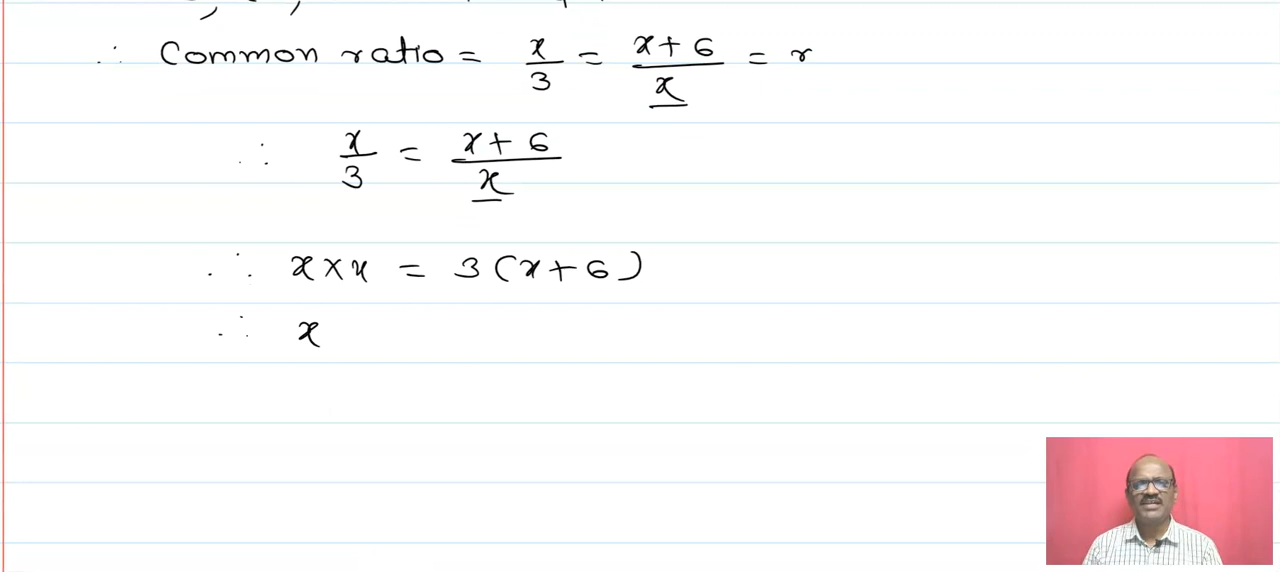 ∴ Common ratio = x/3 = (x+6)/x = r
∴ x/3 = (x+6)/x
∴ x × x = 3(x+6)
∴ x